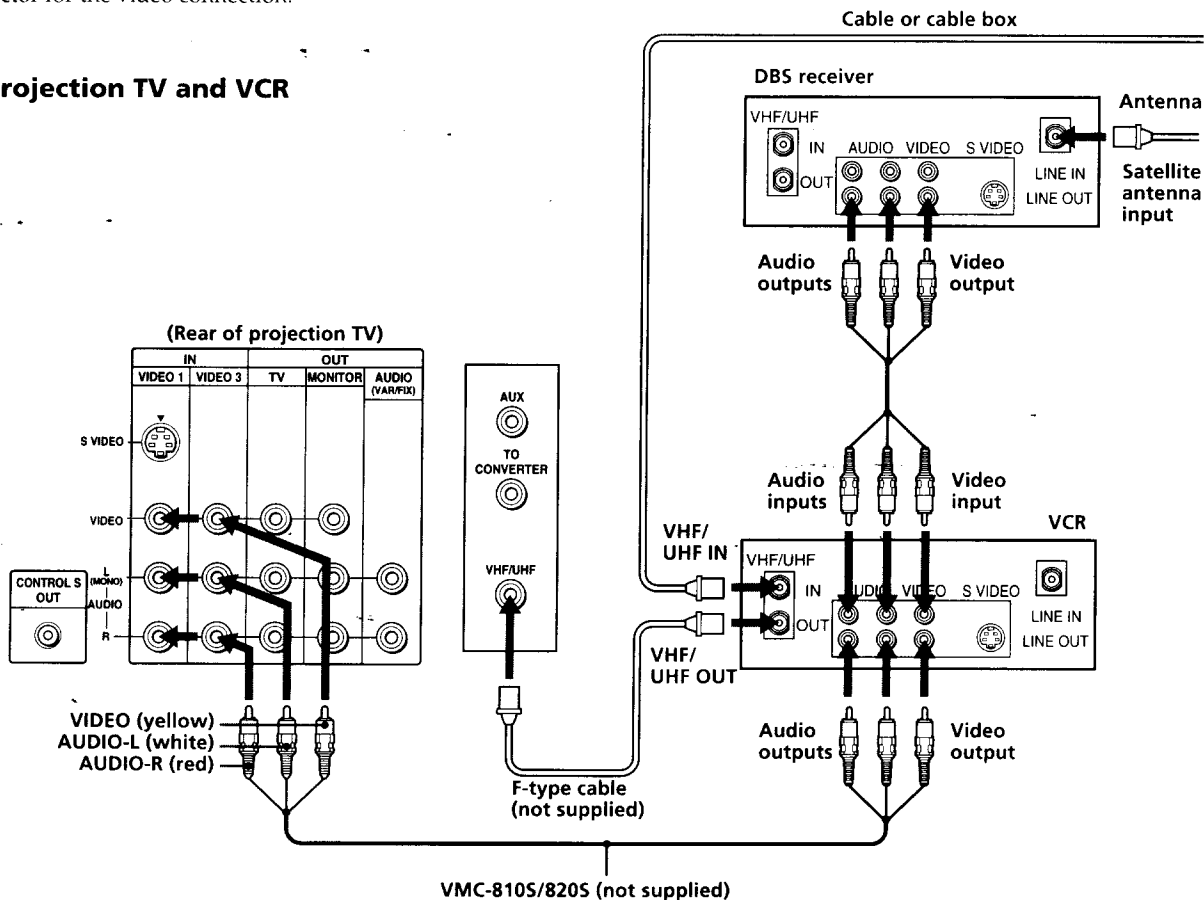 ctor for the video connection.
Cable or cable box
rojection TV and VCR
DBS receiver
Antenna
VHF/UHF
IN
AUDIO VIDEO S VIDEO
OUT
LINE IN
LINE OUT
Satellite
antenna
input
Audio
outputs
Video
output
(Rear of projection TV)
IN
OUT
VIDEO 1
VIDEO 3
TV
MONITOR
AUDIO
(VAR/FIX)
S VIDEO
VIDEO
L
(MONO)
AUDIO
R
CONTROL S
OUT
AUX
TO
CONVERTER
VHF/UHF
Audio
inputs
Video
input
VCR
VHF/
UHF IN
VHF/UHF
IN
AUDIO VIDEO S VIDEO
OUT
LINE IN
LINE OUT
VHF/
UHF OUT
VIDEO (yellow)
AUDIO-L (white)
AUDIO-R (red)
Audio
outputs
Video
output
F-type cable
(not supplied)
VMC-810S/820S (not supplied)